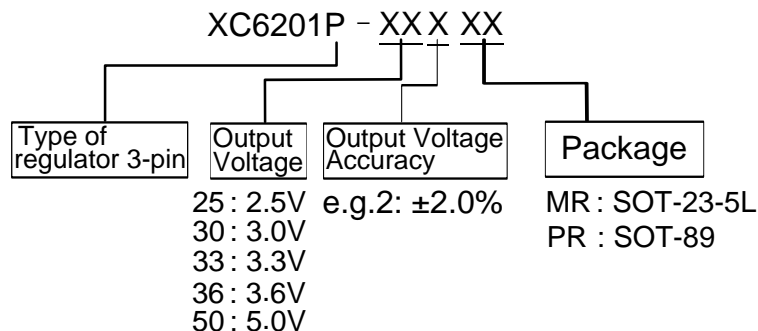 XC6201P - XX X XX
Type of
regulator 3-pin
Output
Voltage
Output Voltage
Accuracy
Package
25 : 2.5V
30 : 3.0V
33 : 3.3V
36 : 3.6V
50 : 5.0V
e.g.2: ±2.0%
MR : SOT-23-5L
PR : SOT-89